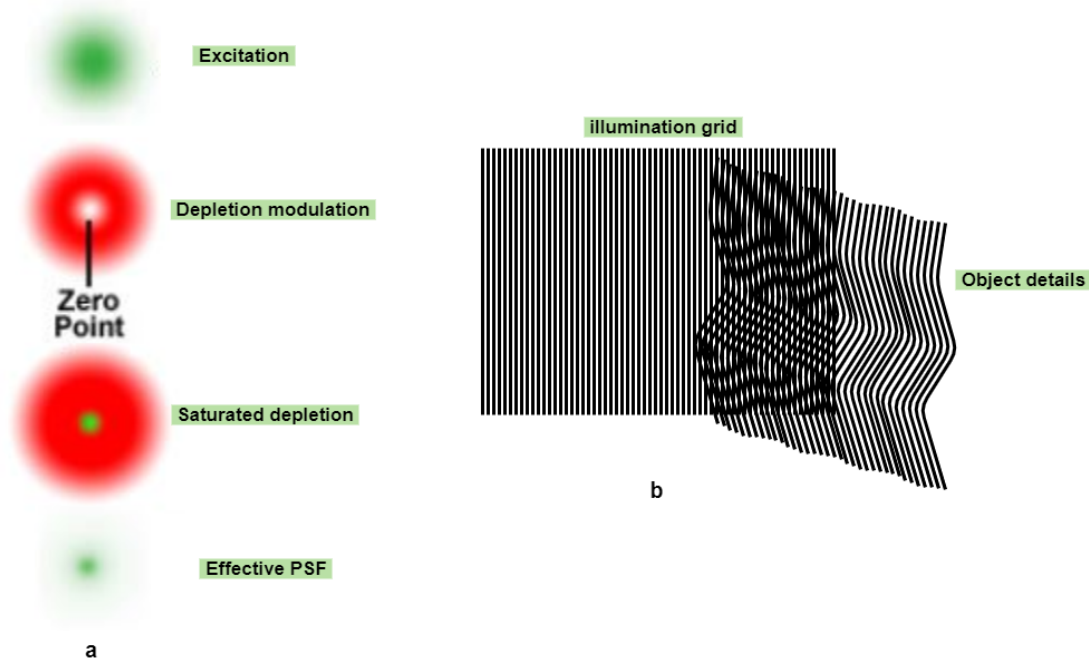 Excitation
Depletion modulation
Zero
Point
Saturated depletion
Effective PSF
a
illumination grid
Object details
b